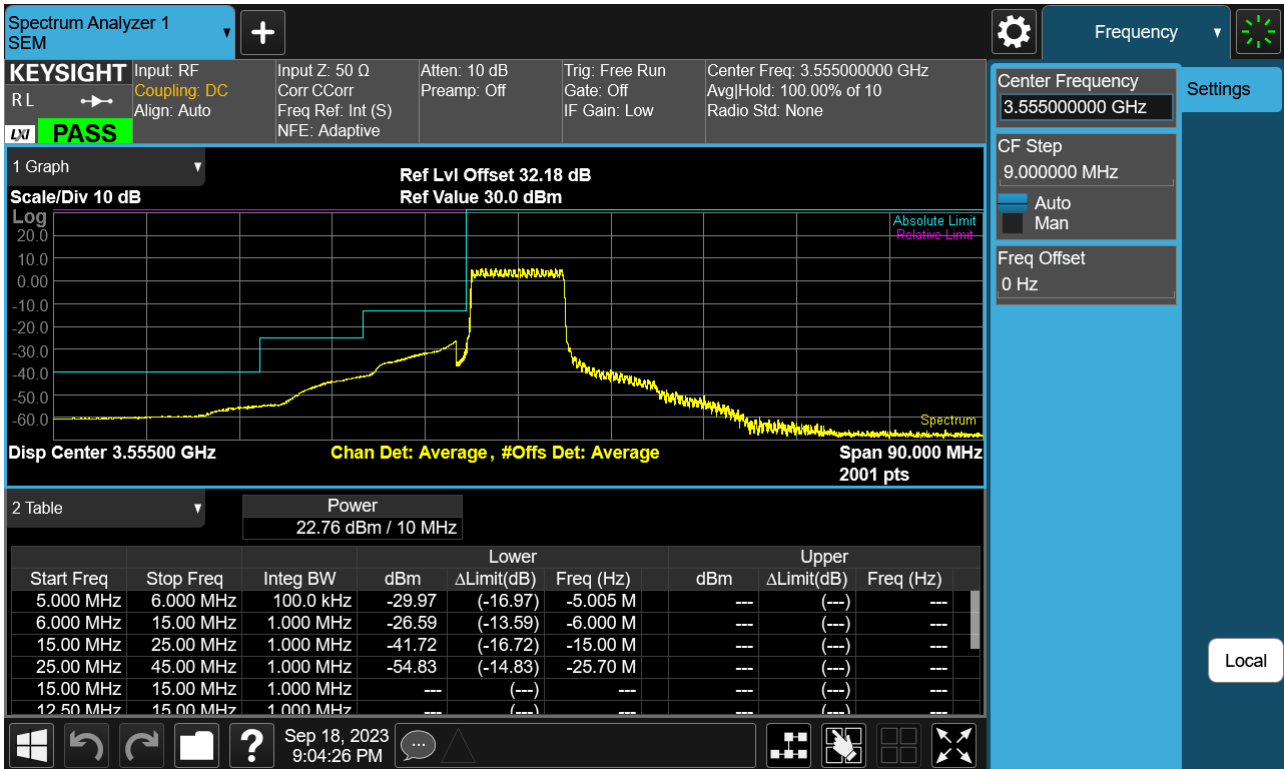 Spectrum Analyzer 1
SEM
Frequency
KEYSIGHT
R L
LXI
PASS
Input: RF
Coupling: DC
Align: Auto
Input Z: 50 Ω
Corr CCorr
Freq Ref: Int (S)
NFE: Adaptive
Atten: 10 dB
Preamp: Off
Trig: Free Run
Gate: Off
IF Gain: Low
Center Freq: 3.555000000 GHz
Avg|Hold: 100.00% of 10
Radio Std: None
Center Frequency
3.555000000 GHz
Settings
CF Step
9.000000 MHz
Auto
Man
Freq Offset
0 Hz
1 Graph
Scale/Div 10 dB
Ref Lvl Offset 32.18 dB
Ref Value 30.0 dBm
Log
20.0
10.0
0.00
-10.0
-20.0
-30.0
-40.0
-50.0
-60.0
Absolute Limit
Relative Limit
Spectrum
Disp Center 3.55500 GHz
Chan Det: Average , #Offs Det: Average
Span 90.000 MHz
2001 pts
2 Table
Power
22.76 dBm / 10 MHz
Lower Upper
Start Freq Stop Freq Integ BW dBm ΔLimit(dB) Freq (Hz) dBm ΔLimit(dB) Freq (Hz)
5.000 MHz 6.000 MHz 100.0 kHz -29.97 (-16.97) -5.005 M --- (---) ---
6.000 MHz 15.00 MHz 1.000 MHz -26.59 (-13.59) -6.000 M --- (---) ---
15.00 MHz 25.00 MHz 1.000 MHz -41.72 (-16.72) -15.00 M --- (---) ---
25.00 MHz 45.00 MHz 1.000 MHz -54.83 (-14.83) -25.70 M --- (---) ---
15.00 MHz 15.00 MHz 1.000 MHz --- (---) --- --- (---) ---
12.50 MHz 15.00 MHz 1.000 MHz --- (---) --- --- (---) ---
Local
Sep 18, 2023
9:04:26 PM